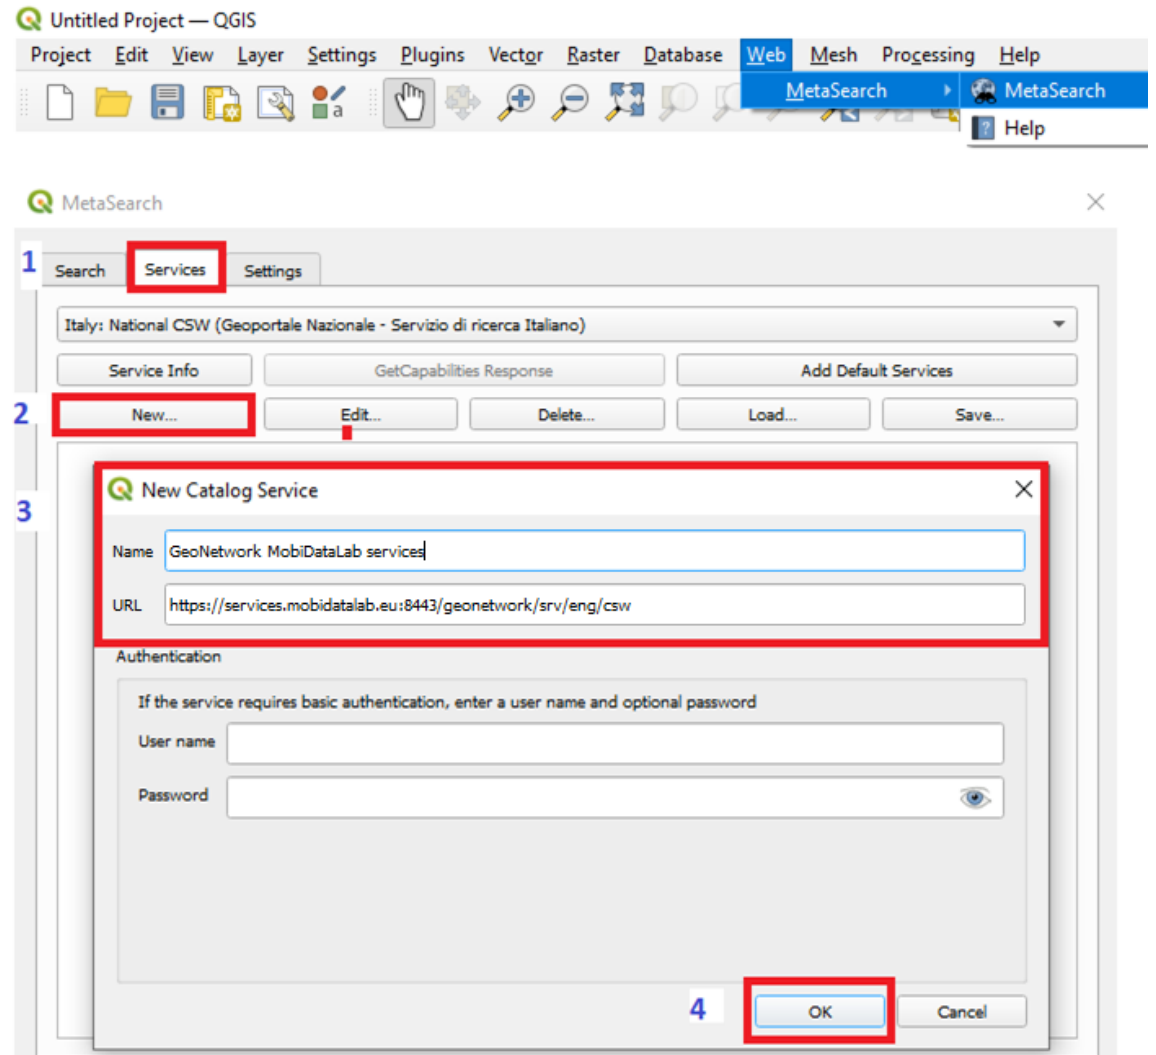 Untitled Project — QGIS
Project Edit View Layer Settings Plugins Vector Raster Database Web Mesh Processing Help
MetaSearch MetaSearch
a
? Help
MetaSearch
1 Search Services Settings
Italy: National CSW (Geoportale Nazionale - Servizio di ricerca Italiano)
Service Info GetCapabilities Response Add Default Services
2 New... Edit... Delete... Load... Save...
New Catalog Service
3
Name GeoNetwork MobiDataLab services
URL https://services.mobidatalab.eu:8443/geonetwork/srv/eng/csw
Authentication
If the service requires basic authentication, enter a user name and optional password
User name
Password
4 OK Cancel